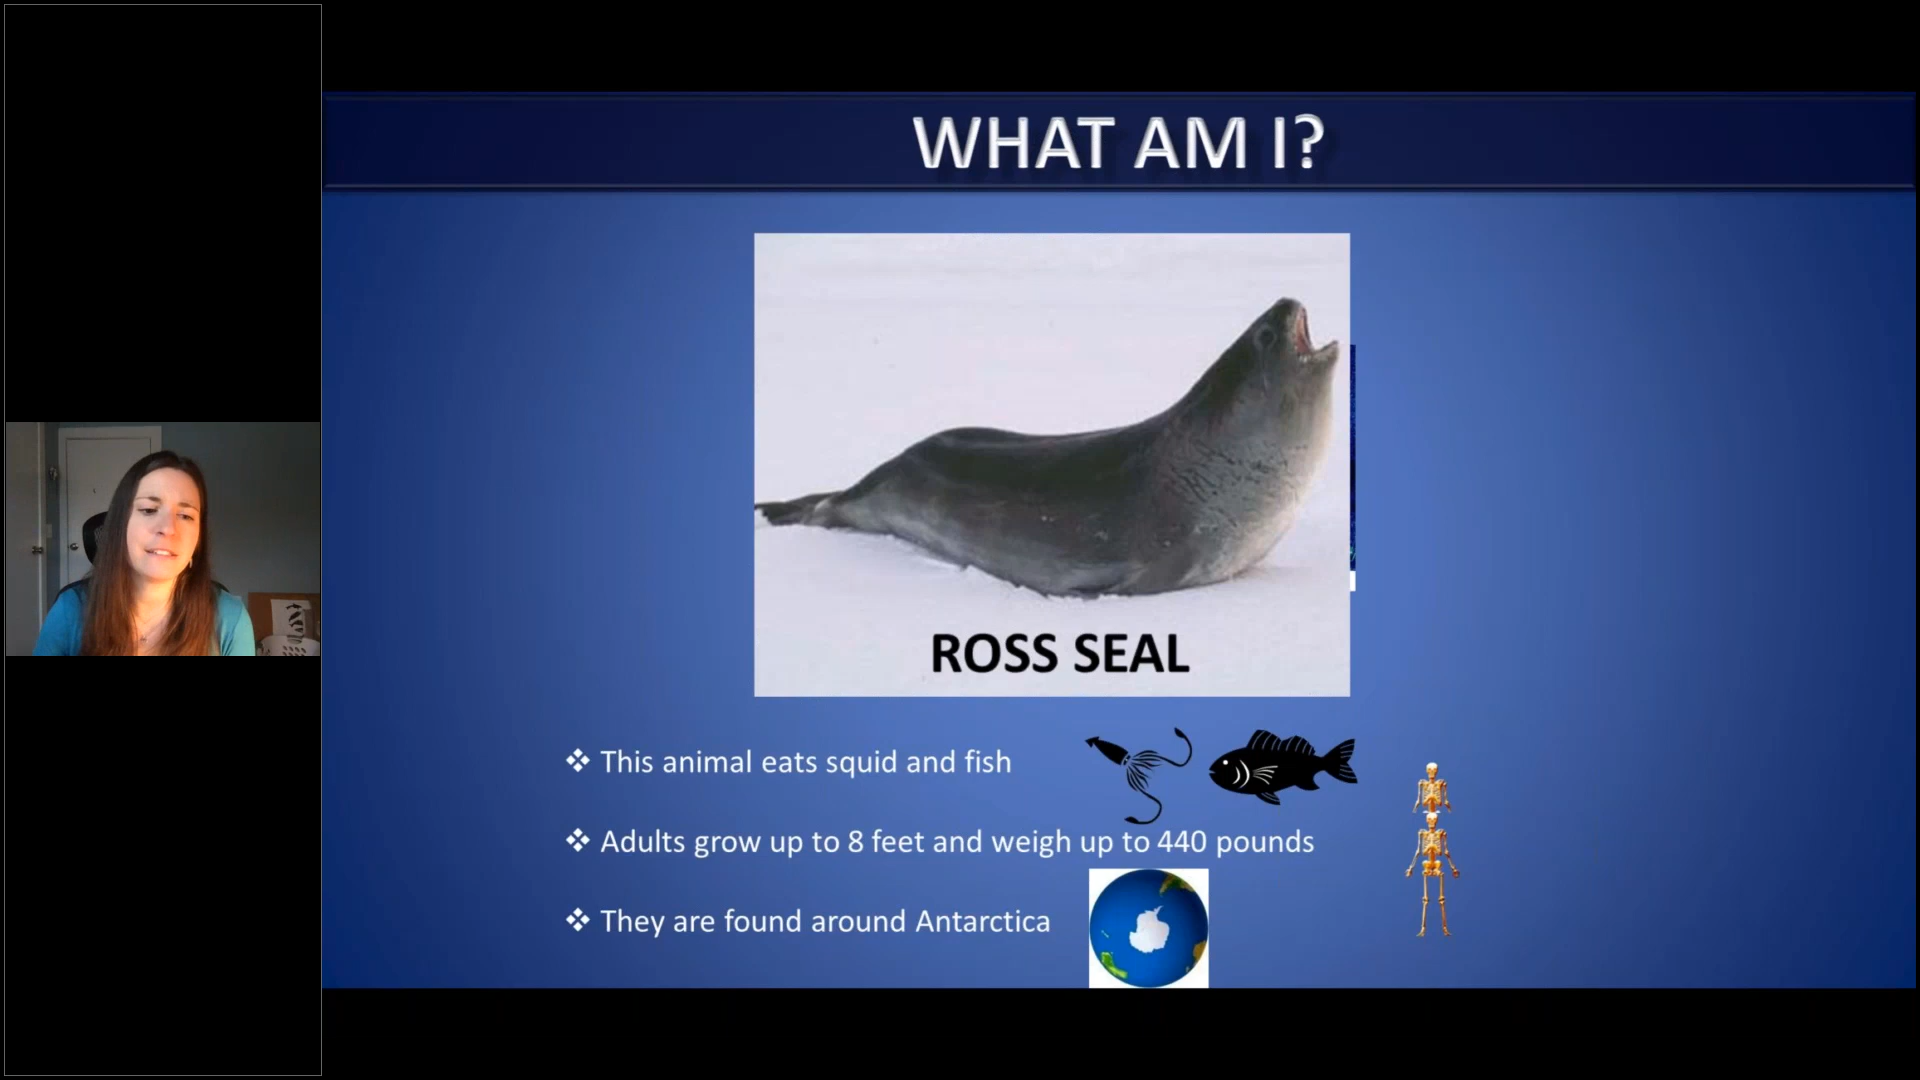 WHAT AM I?
ROSS SEAL
❖ This animal eats squid and fish
❖ Adults grow up to 8 feet and weigh up to 440 pounds
❖ They are found around Antarctica